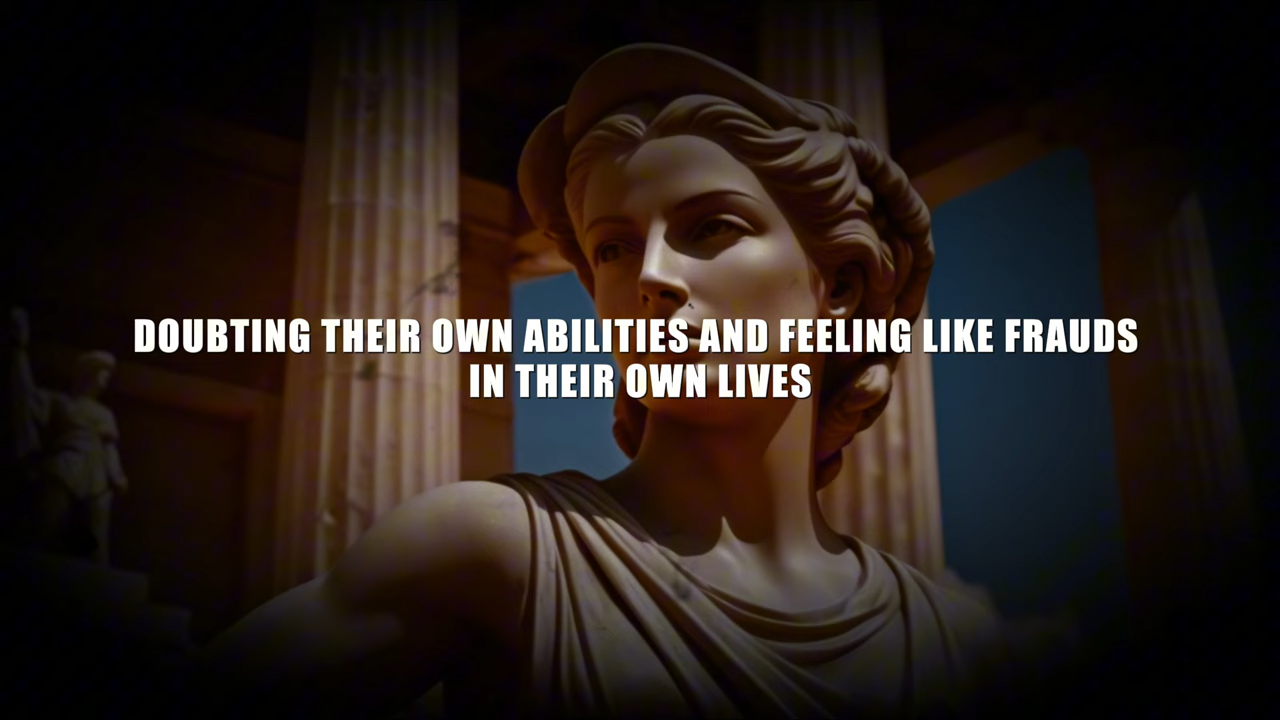 DOUBTING THEIR OWN ABILITIES AND FEELING LIKE FRAUDS
IN THEIR OWN LIVES